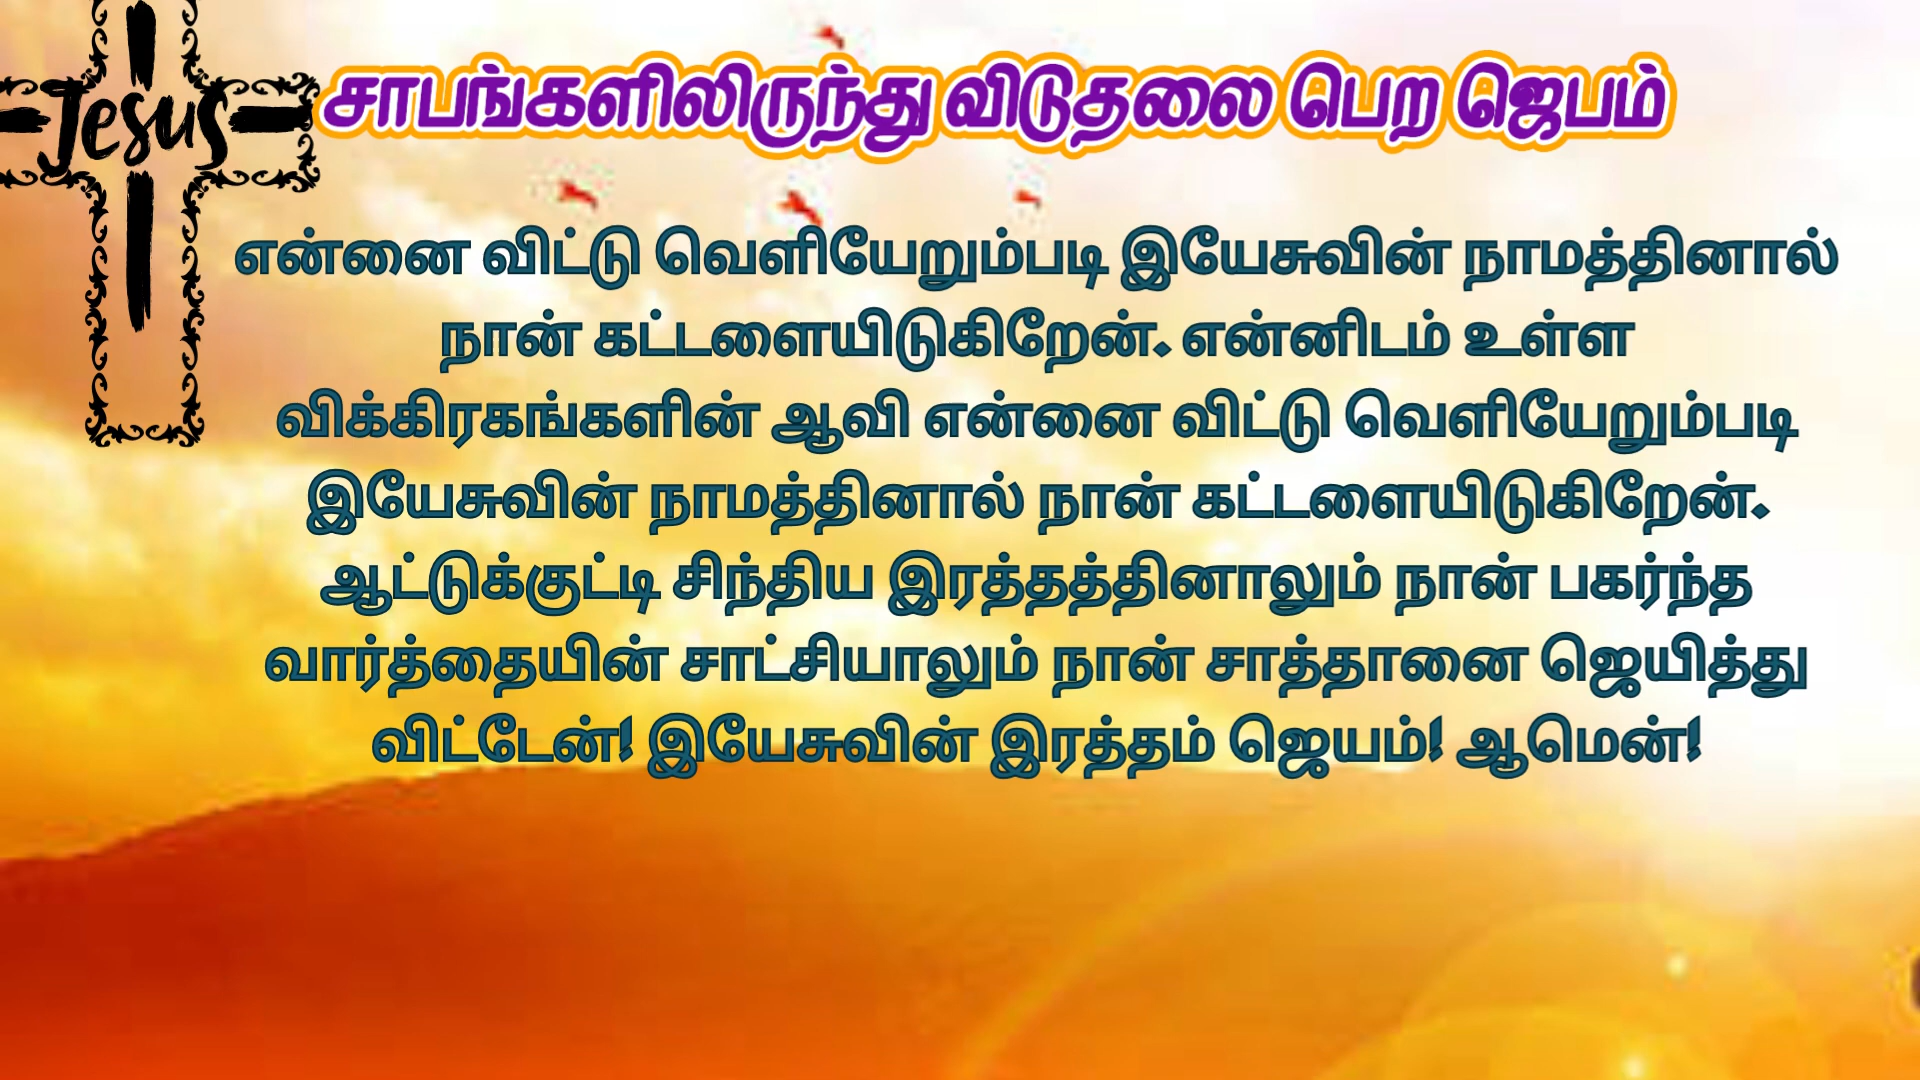 Jesus
சாபங்களிலிருந்து விடுதலை பெற ஜெபம்
என்னை விட்டு வெளியேறும்படி இயேசுவின் நாமத்தினால்
நான் கட்டளையிடுகிறேன். என்னிடம் உள்ள
விக்கிரகங்களின் ஆவி என்னை விட்டு வெளியேறும்படி
இயேசுவின் நாமத்தினால் நான் கட்டளையிடுகிறேன்.
ஆட்டுக்குட்டி சிந்திய இரத்தத்தினாலும் நான் பகர்ந்த
வார்த்தையின் சாட்சியாலும் நான் சாத்தானை ஜெயித்து
விட்டேன்! இயேசுவின் இரத்தம் ஜெயம்! ஆமென்!